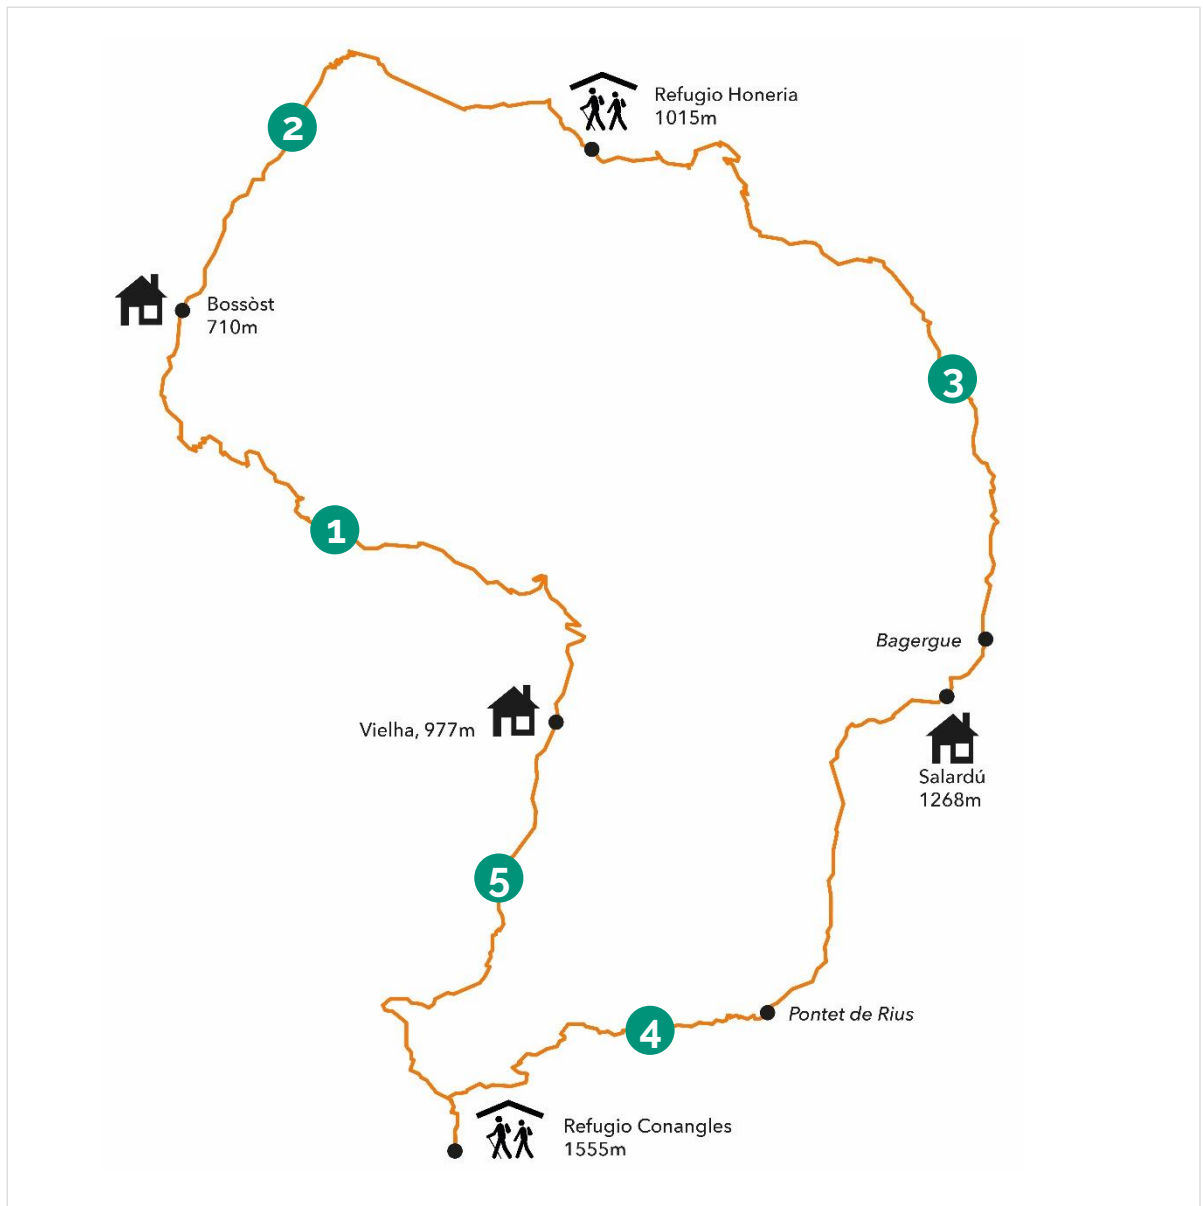 Refugio Honeria
1015m
2
Bossòst
710m
3
1
Bagergue
Vielha, 977m
Salardú
1268m
5
Pontet de Rius
4
Refugio Conangles
1555m